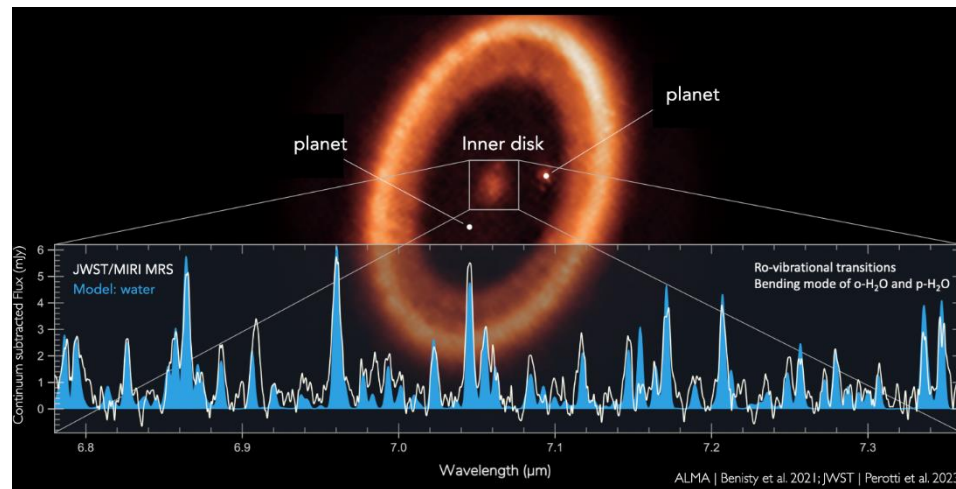 planet
planet
Inner disk
JWST/MIRI MRS
Model: water
Ro-vibrational transitions
Bending mode of o-H₂O and p-H₂O
Continuum subtracted Flux (mJy)
6
5
4
3
2
1
0
6.8 6.9 7.0 7.1 7.2 7.3
Wavelength (µm)
ALMA | Benisty et al. 2021; JWST | Perotti et al. 2023